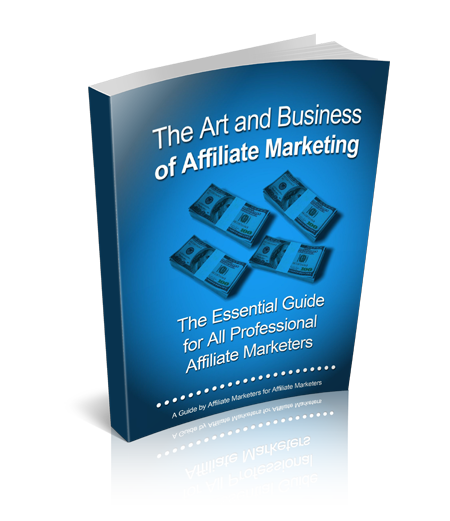 The Art and Business
of Affiliate Marketing
The Essential Guide
for All Professional
Affiliate Marketers
A Guide by Affiliate Marketers for Affiliate Marketers